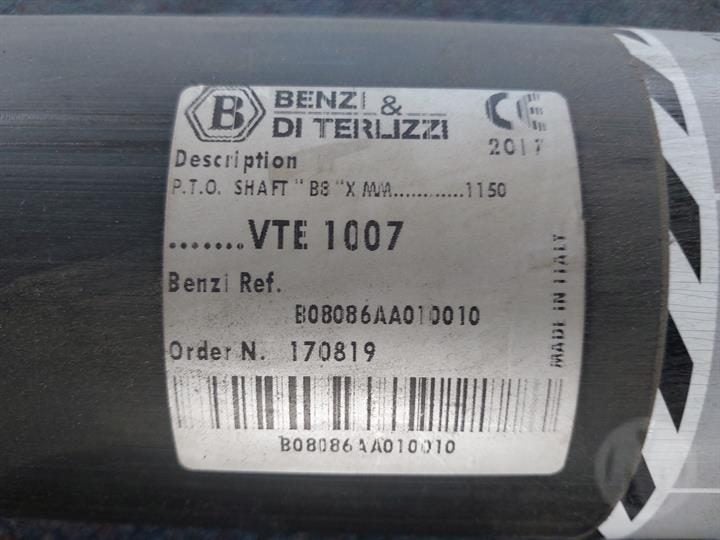 B BENZI & CE
DI TERLIZZI 2017
Description
P.T.O. SHAFT "B8"X MM............1150
.......VTE 1007
Benzi Ref.
B08086AA010010
Order N. 170819
B08086AA010010
MADE IN ITALY